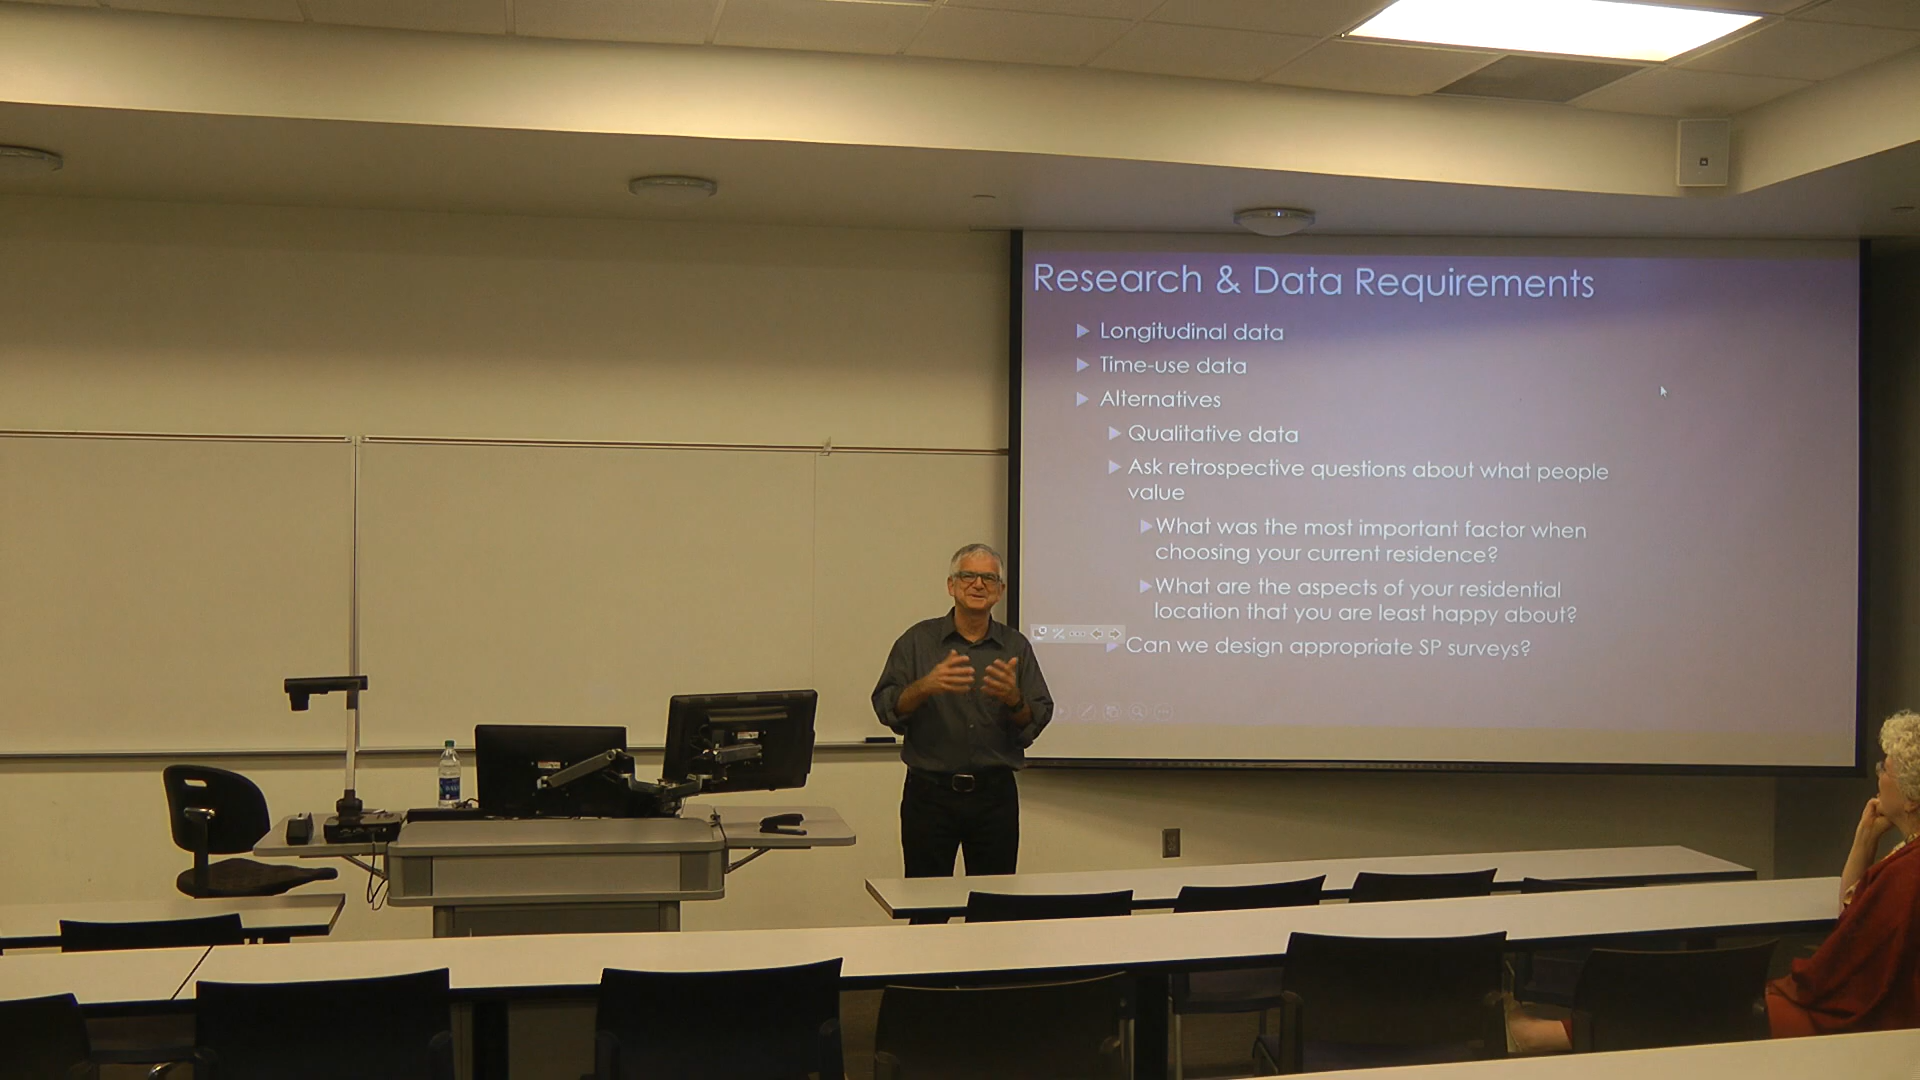 Research & Data Requirements
Longitudinal data
Time-use data
Alternatives
Qualitative data
Ask retrospective questions about what people
value
What was the most important factor when
choosing your current residence?
What are the aspects of your residential
location that you are least happy about?
Can we design appropriate SP surveys?